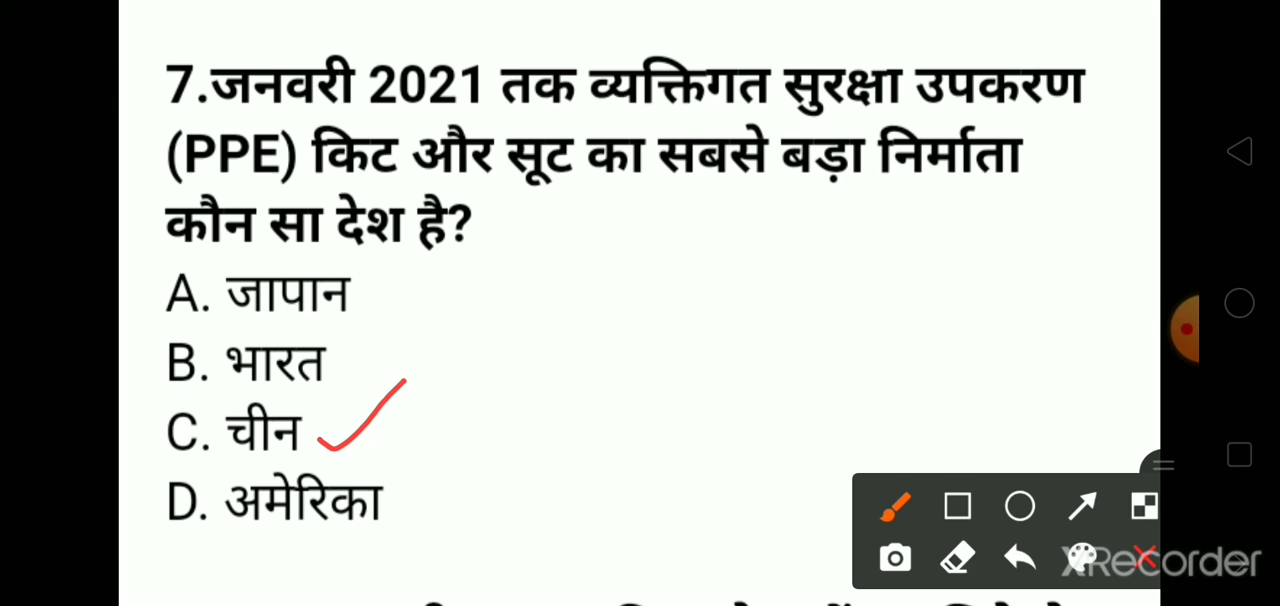 7.जनवरी 2021 तक व्यक्तिगत सुरक्षा उपकरण
(PPE) किट और सूट का सबसे बड़ा निर्माता
कौन सा देश है?
A. जापान
B. भारत
C. चीन
D. अमेरिका
XRecorder